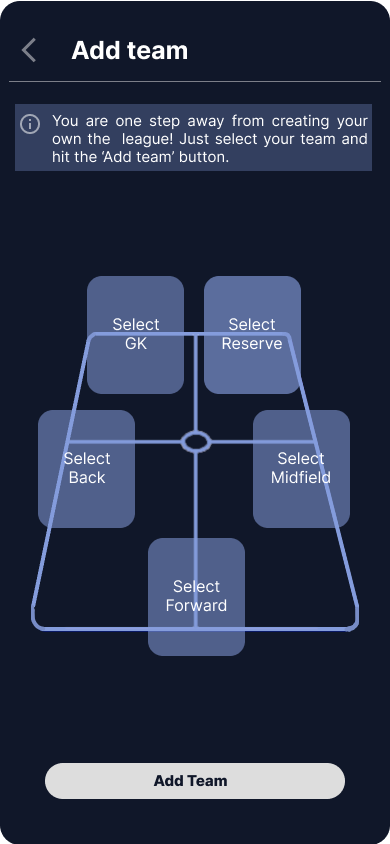 Add team
You are one step away from creating your
own the league! Just select your team and
hit the ‘Add team’ button.
Select
GK
Select
Reserve
Select
Back
Select
Midfield
Select
Forward
Add Team